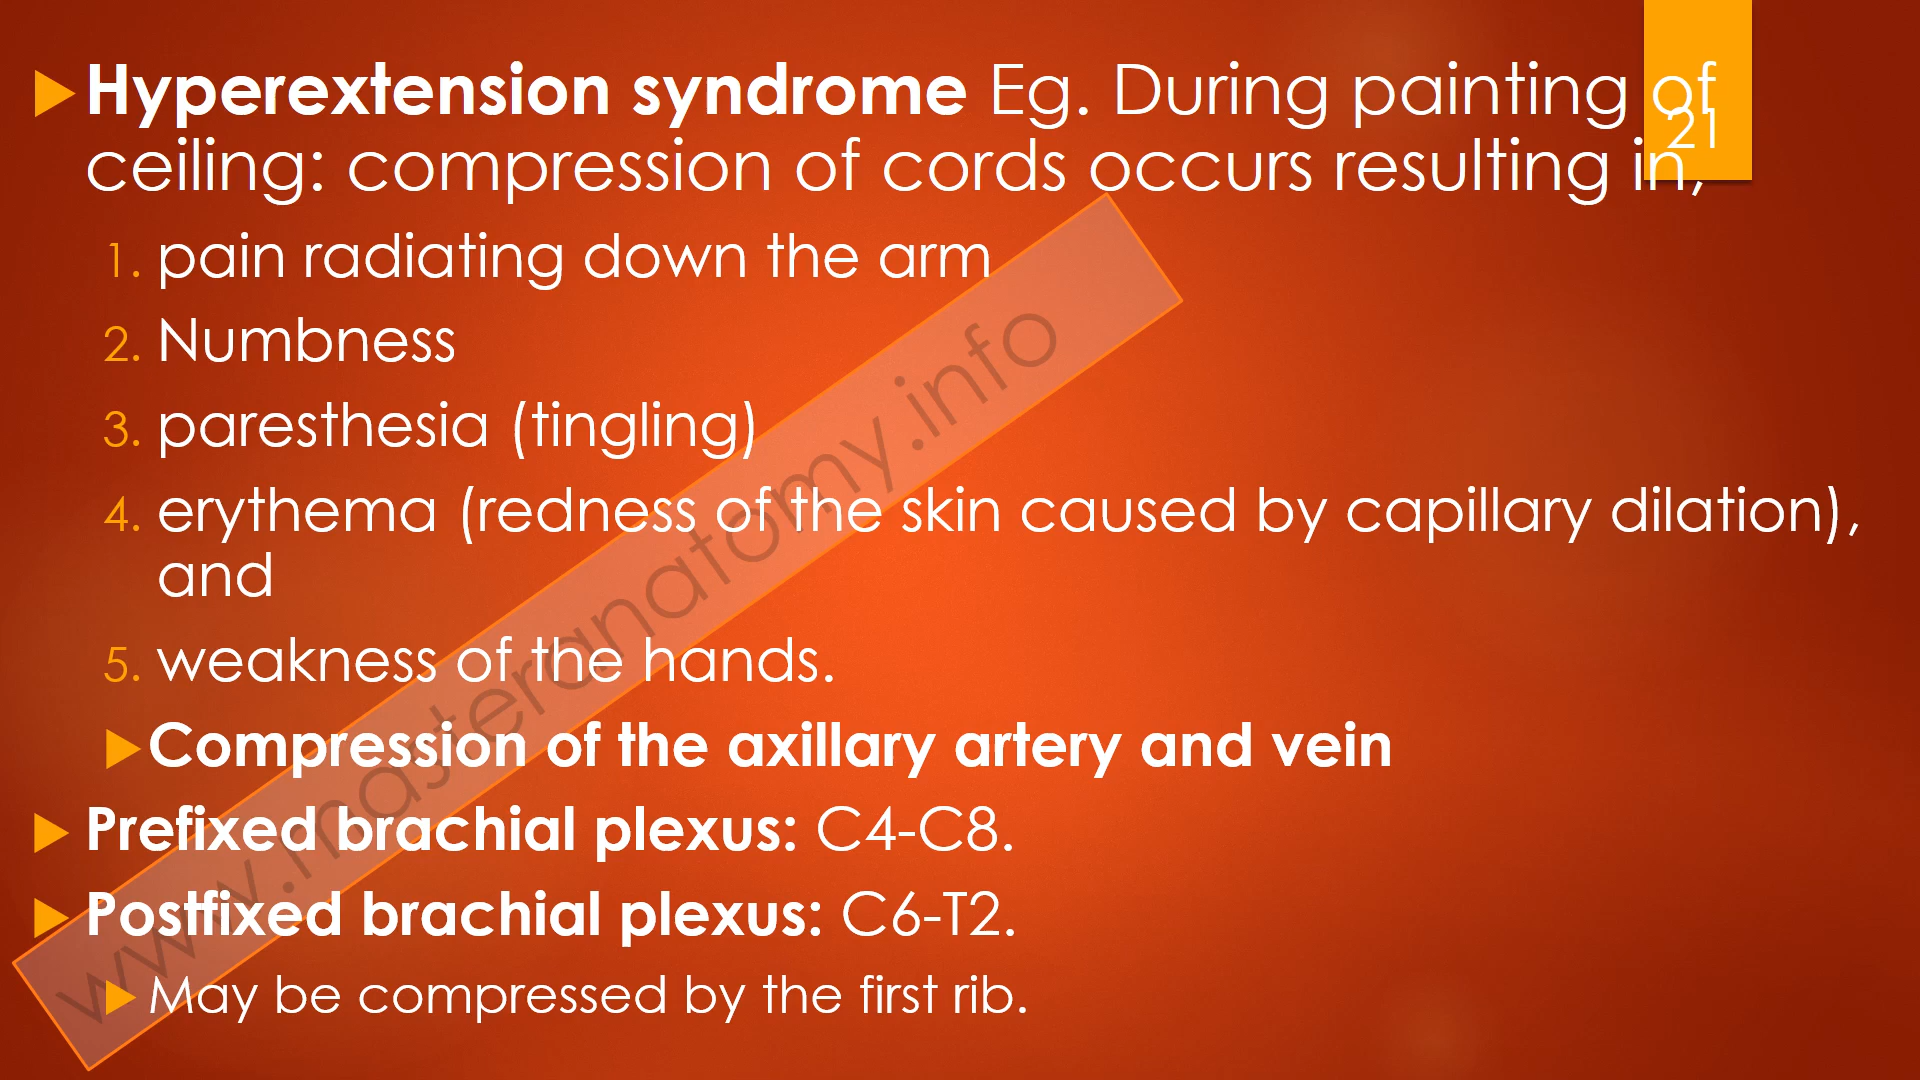 Hyperextension syndrome Eg. During painting of
ceiling: compression of cords occurs resulting in,
21
1. pain radiating down the arm
2. Numbness
3. paresthesia (tingling)
4. erythema (redness of the skin caused by capillary dilation),
and
5. weakness of the hands.
Compression of the axillary artery and vein
Prefixed brachial plexus: C4-C8.
Postfixed brachial plexus: C6-T2.
May be compressed by the first rib.
www.masteranatomy.info